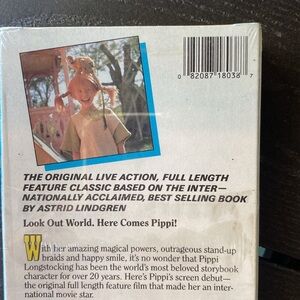 0 82087 18038 7
THE ORIGINAL LIVE ACTION, FULL LENGTH
FEATURE CLASSIC BASED ON THE INTER—
NATIONALLY ACCLAIMED, BEST SELLING BOOK
BY ASTRID LINDGREN
Look Out World. Here Comes Pippi!
With her amazing magical powers, outrageous stand-up
braids and happy smile, it's no wonder that Pippi
Longstocking has been the world's most beloved storybook
character for over 20 years. Here's Pippi's screen debut—
the original full length feature film that made her an inter-
national movie star.